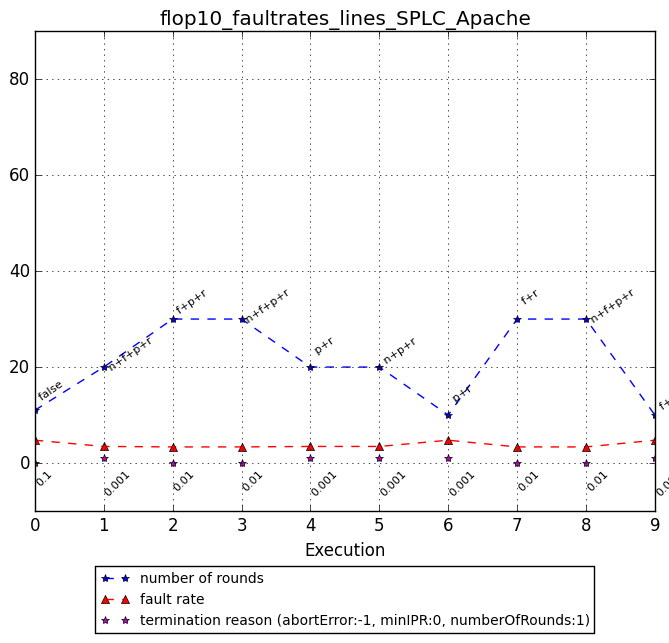 flop10_faultrates_lines_SPLC_Apache
80
60
40
20
0
false
n+f+p+r
f+p+r
n+f+p+r
p+r
n+p+r
p+r
f+r
n+f+p+r
0.1
0.001
0.01
0.01
0.001
0.001
0.001
0.01
0.01
0 1 2 3 4 5 6 7 8 9
Execution
number of rounds
fault rate
termination reason (abortError:-1, minIPR:0, numberOfRounds:1)